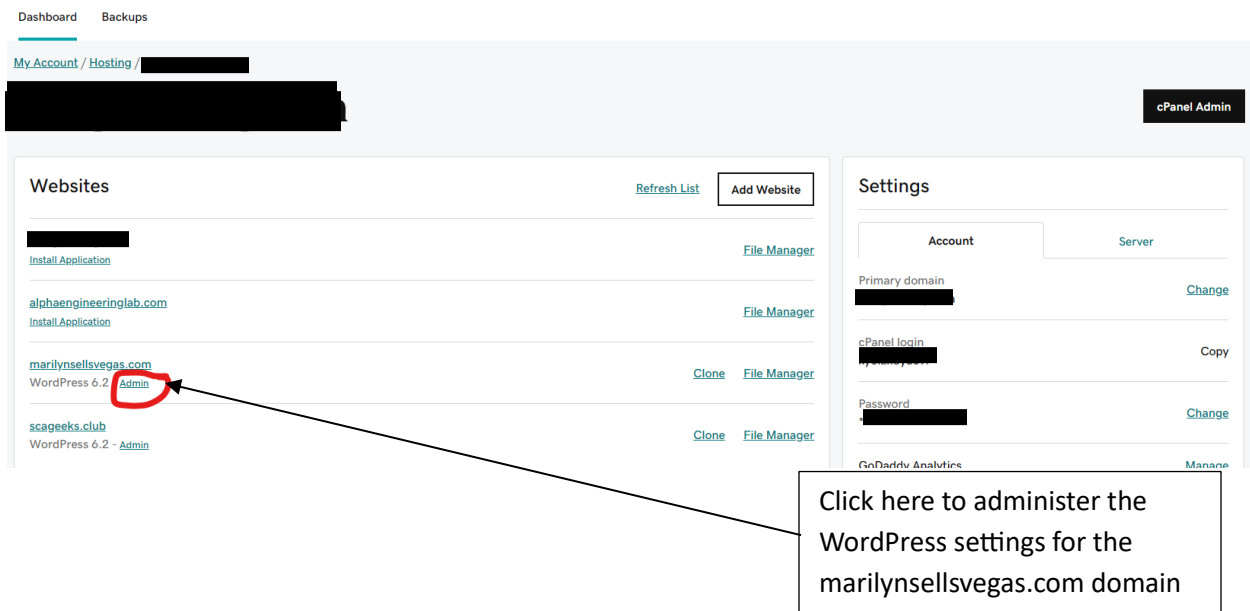 Dashboard Backups
My Account / Hosting /
cPanel Admin
Websites
Refresh List
Add Website
Install Application
File Manager
alphaengineeringlab.com
Install Application
File Manager
marilynsellsvegas.com
WordPress 6.2 - Admin
Clone File Manager
scageeks.club
WordPress 6.2 - Admin
Clone File Manager
Settings
Account Server
Primary domain
Change
cPanel login
Copy
Password
Change
GoDaddy Analytics
Manage
Click here to administer the
WordPress settings for the
marilynsellsvegas.com domain